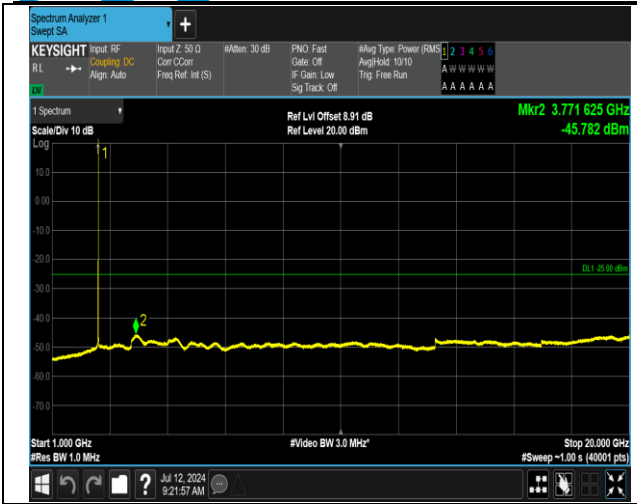 Spectrum Analyzer 1
Swept SA
+
KEYSIGHT Input: RF Input Z: 50 Ω #Atten: 30 dB PNO: Fast #Avg Type: Power (RMS 1 2 3 4 5 6
RL Coupling: DC Corr CCorr Gate: Off Avg|Hold: 10/10 A W W W W W
Align: Auto Freq Ref: Int (S) IF Gain: Low Trig: Free Run
LNI Sig Track: Off A A A A A A
1 Spectrum Ref Lvl Offset 8.91 dB Mkr2 3.771 625 GHz
Scale/Div 10 dB Ref Level 20.00 dBm -45.782 dBm
Log
1
10.0
0.00
-10.0
-20.0
DL1 -25.00 dBm
-30.0
-40.0
2
-50.0
-60.0
-70.0
Start 1.000 GHz #Video BW 3.0 MHz* Stop 20.000 GHz
#Res BW 1.0 MHz #Sweep ~1.00 s (40001 pts)
? Jul 12, 2024
9:21:57 AM